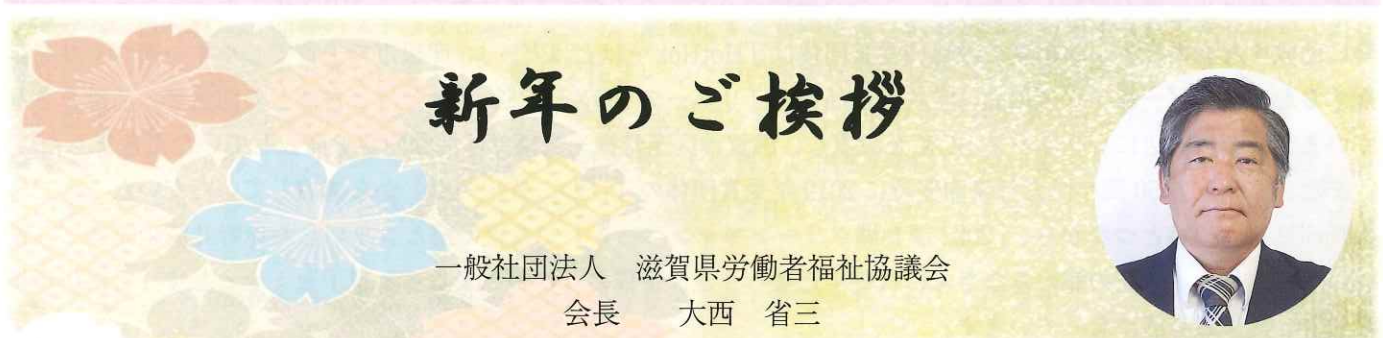 新年のご挨拶
一般社団法人　滋賀県労働者福祉協議会
会長　　大西　省三